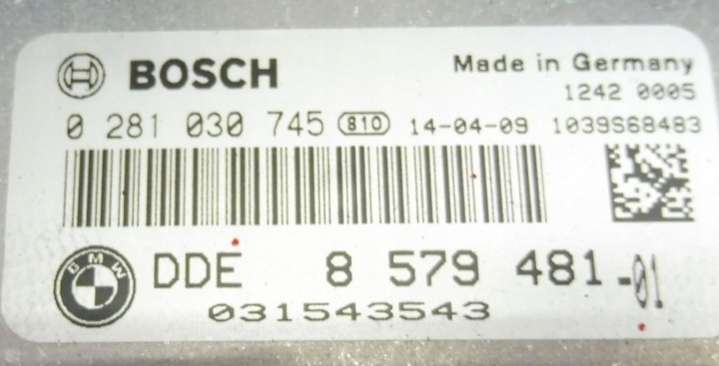 BOSCH Made in Germany
1242 0005
0 281 030 745 810 14-04-09 1039S68483
BMW DDE 8 579 481-01
031543543